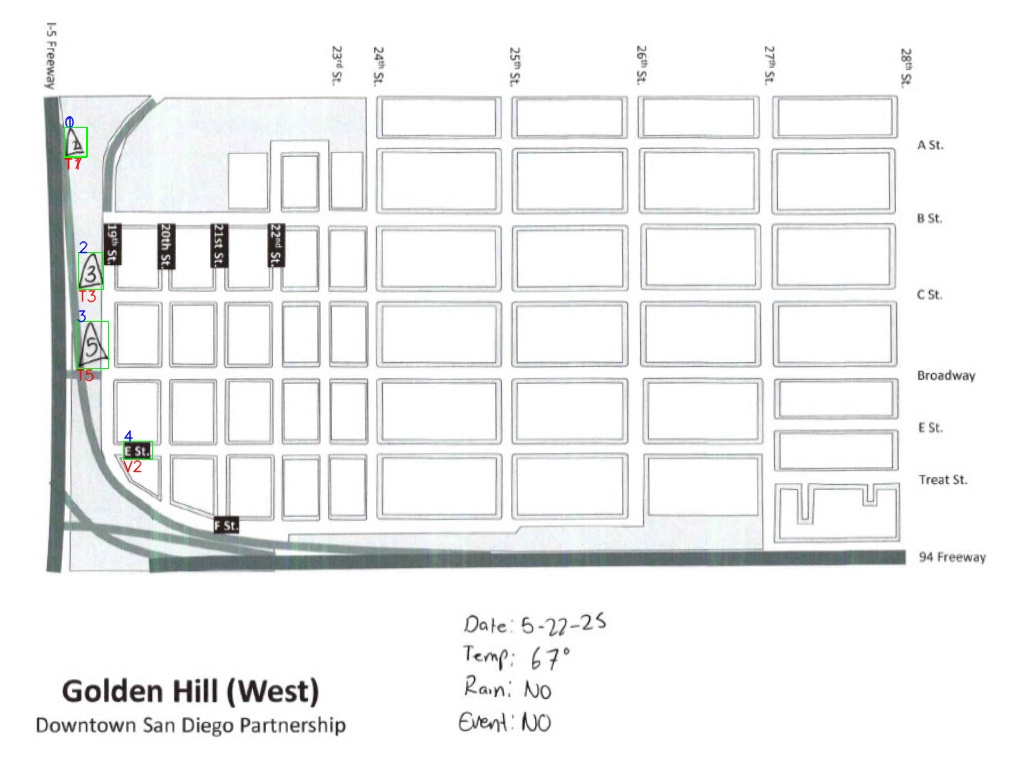 I-5 Freeway
23rd St.
24th St.
25th St.
26th St.
27th St.
28th St.
A St.
B St.
19th St.
20th St.
21st St.
22nd St.
2
3
T3
C St.
3
5
T5
Broadway
4
E St.
V2
E St.
Treat St.
F St.
94 Freeway
Date: 5-22-25
Temp: 67°
Rain: NO
Event: NO
Golden Hill (West)
Downtown San Diego Partnership